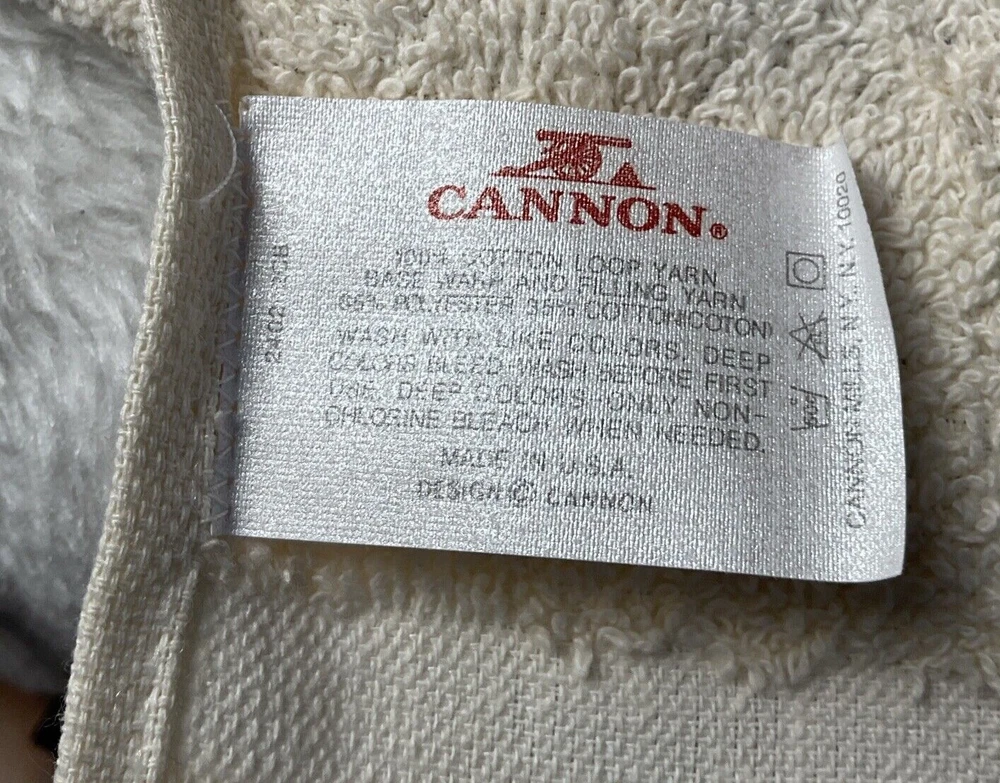 CANNON®
100% COTTON LOOP YARN
BASE WARP AND FILLING YARN
65% POLYESTER 35% COTTON(COTON)
WASH WITH LIKE COLORS. DEEP
COLORS BLEED-WASH BEFORE FIRST
USE. DEEP COLORS, ONLY NON-
CHLORINE BLEACH, WHEN NEEDED.
MADE IN U.S.A.
DESIGN © CANNON
CANNON MILLS, N.Y., N.Y. 10020
2402